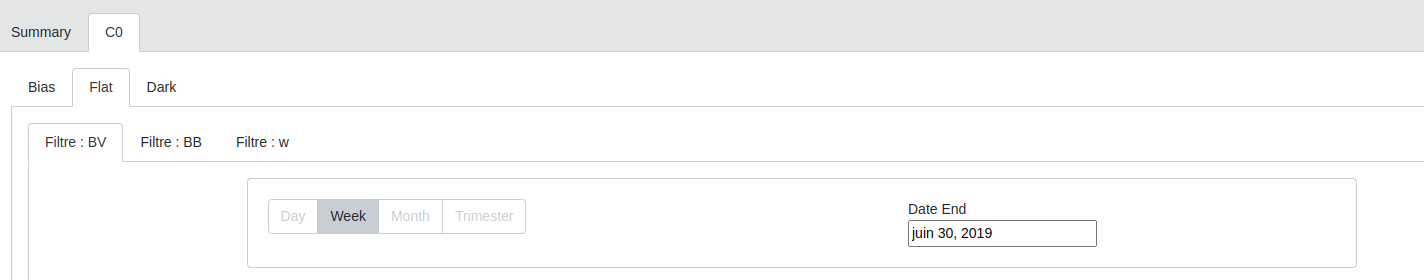 Summary C0
Bias Flat Dark
Filtre : BV Filtre : BB Filtre : w
Day Week Month Trimester
Date End
juin 30, 2019